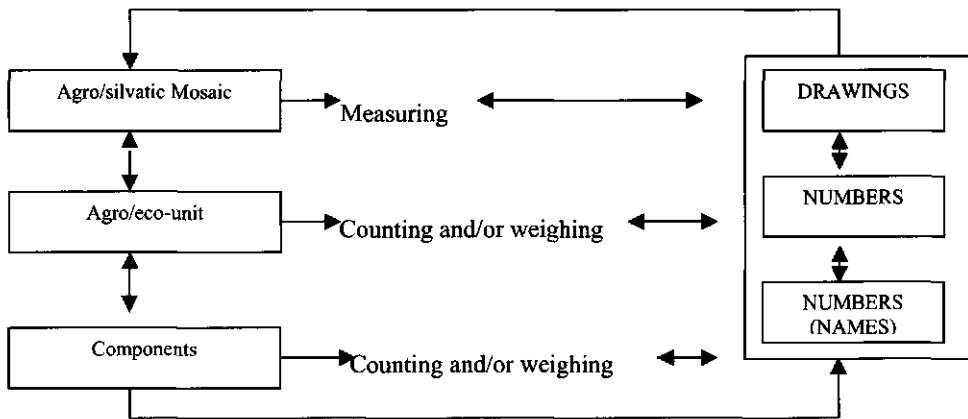 Agro/silvatic Mosaic
Measuring
DRAWINGS
Agro/eco-unit
Counting and/or weighing
NUMBERS
Components
Counting and/or weighing
NUMBERS
(NAMES)